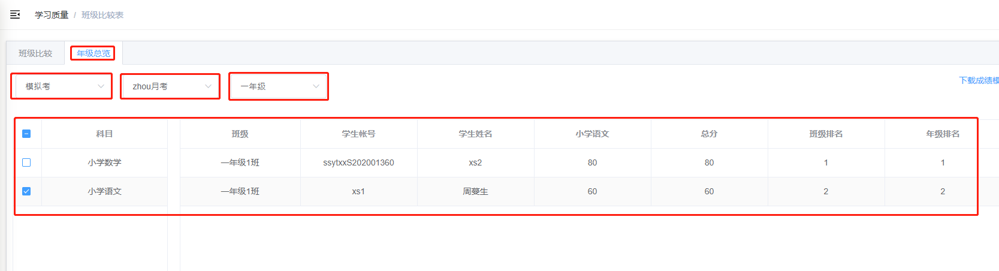 学习质量 / 班级比较表
班级比较 年级总览
模拟考 zhou月考 一年级 下载成绩模
科目 班级 学生帐号 学生姓名 小学语文 总分 班级排名 年级排名
小学数学 一年级1班 ssytxxS202001360 xs2 80 80 1 1
小学语文 一年级1班 xs1 周蓃生 60 60 2 2